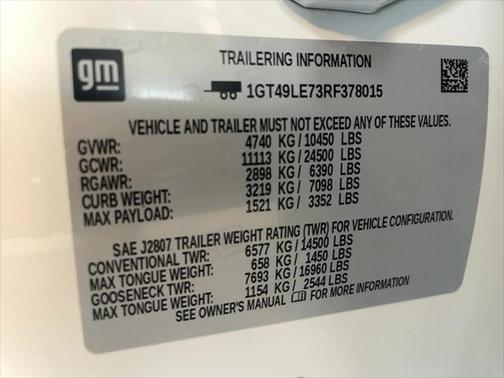 gm
TRAILERING INFORMATION
1GT49LE73RF378015
VEHICLE AND TRAILER MUST NOT EXCEED ANY OF THESE VALUES.
GVWR: 4740 KG/10450 LBS
GCWR: 11113 KG/24500 LBS
RGAWR: 2898 KG/ 6390 LBS
CURB WEIGHT: 3219 KG/ 7098 LBS
MAX PAYLOAD: 1521 KG/ 3352 LBS
SAE J2807 TRAILER WEIGHT RATING (TWR) FOR VEHICLE CONFIGURATION.
CONVENTIONAL TWR: 6577 KG/14500 LBS
MAX TONGUE WEIGHT: 658 KG/ 1450 LBS
GOOSENECK TWR: 7693 KG/16960 LBS
MAX TONGUE WEIGHT: 1154 KG/ 2544 LBS
SEE OWNER'S MANUAL FOR MORE INFORMATION